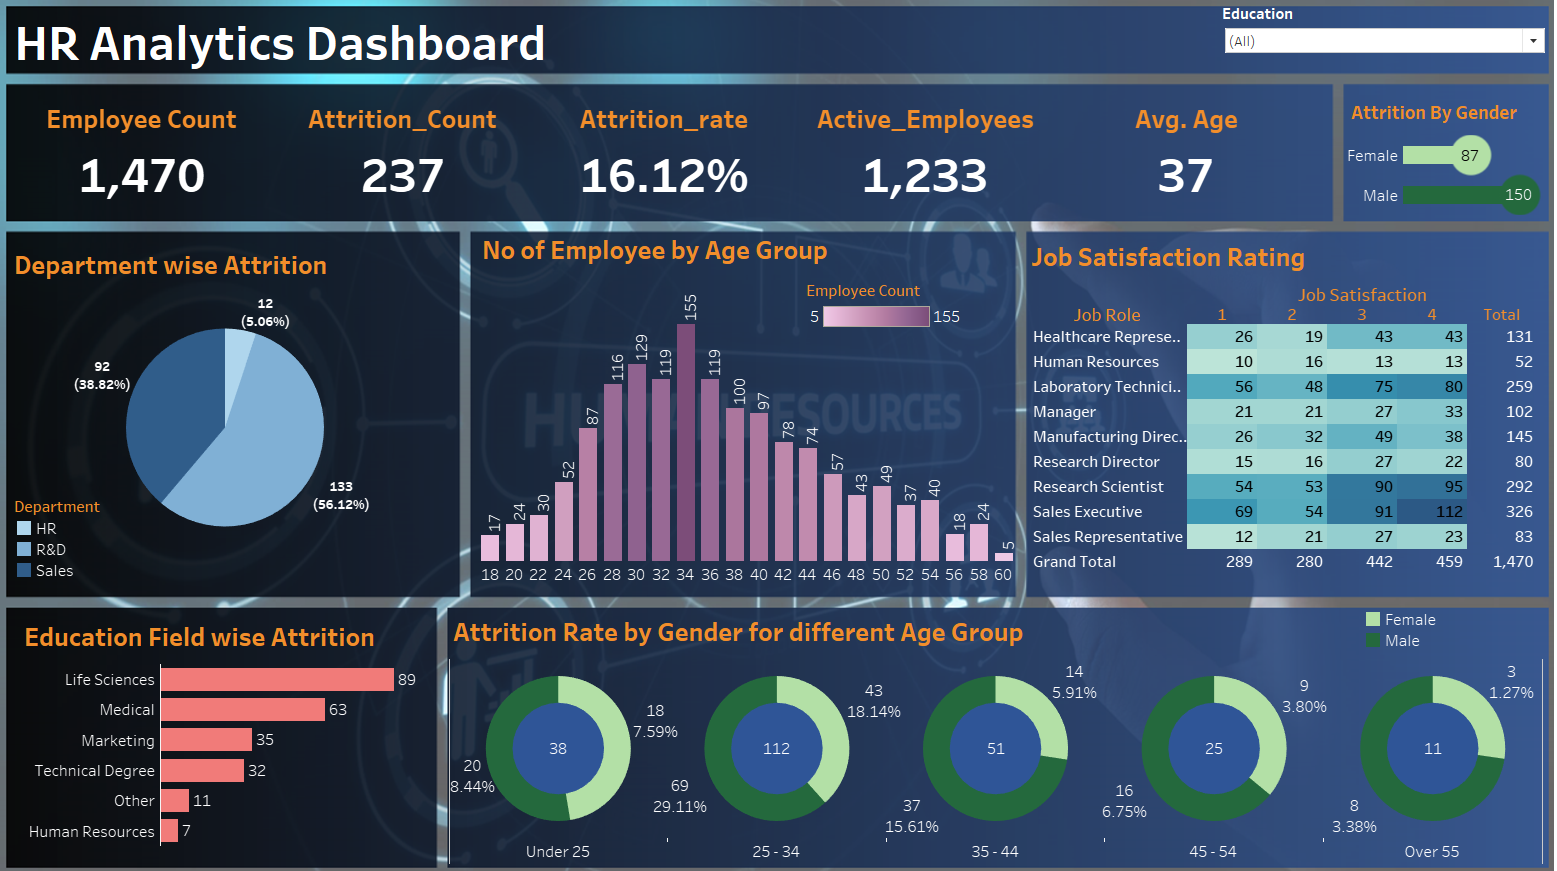 HR Analytics Dashboard
Education
(All)
Employee Count
1,470
Attrition_Count
237
Attrition_rate
16.12%
Active_Employees
1,233
Avg. Age
37
Attrition By Gender
Female 87
Male 150
Department wise Attrition
12
(5.06%)
92
(38.82%)
133
(56.12%)
Department
HR
R&D
Sales
No of Employee by Age Group
Employee Count
5 155
17 24 30 52 87 116 129 119 155 119 100 97 78 74 57 43 49 37 40 18 24 5
18 20 22 24 26 28 30 32 34 36 38 40 42 44 46 48 50 52 54 56 58 60
HUMAN RESOURCES
Job Satisfaction Rating
Job Satisfaction
Job Role 1 2 3 4 Total
Healthcare Represe.. 26 19 43 43 131
Human Resources 10 16 13 13 52
Laboratory Technici.. 56 48 75 80 259
Manager 21 21 27 33 102
Manufacturing Direc.. 26 32 49 38 145
Research Director 15 16 27 22 80
Research Scientist 54 53 90 95 292
Sales Executive 69 54 91 112 326
Sales Representative 12 21 27 23 83
Grand Total 289 280 442 459 1,470
Education Field wise Attrition
Life Sciences 89
Medical 63
Marketing 35
Technical Degree 32
Other 11
Human Resources 7
Attrition Rate by Gender for different Age Group
Female
Male
18
7.59%
38
20
8.44%
Under 25
43
18.14%
112
69
29.11%
25 - 34
14
5.91%
51
37
15.61%
35 - 44
9
3.80%
25
16
6.75%
45 - 54
3
1.27%
11
8
3.38%
Over 55